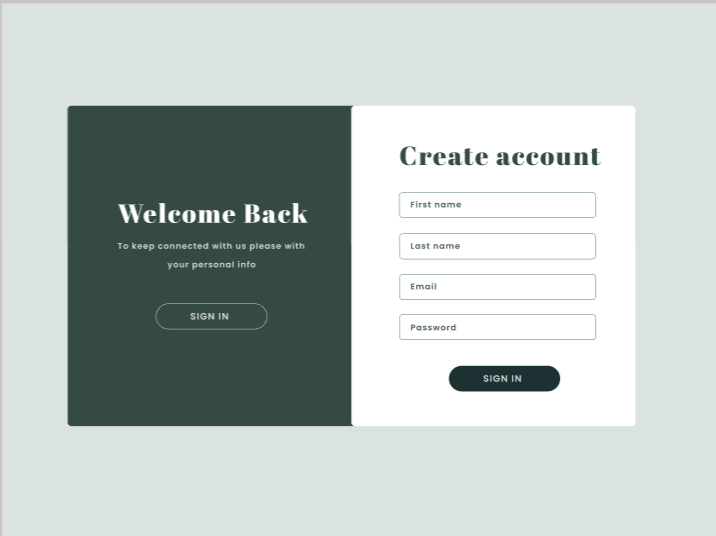 Welcome Back
To keep connected with us please with
your personal info
SIGN IN
Create account
First name
Last name
Email
Password
SIGN IN